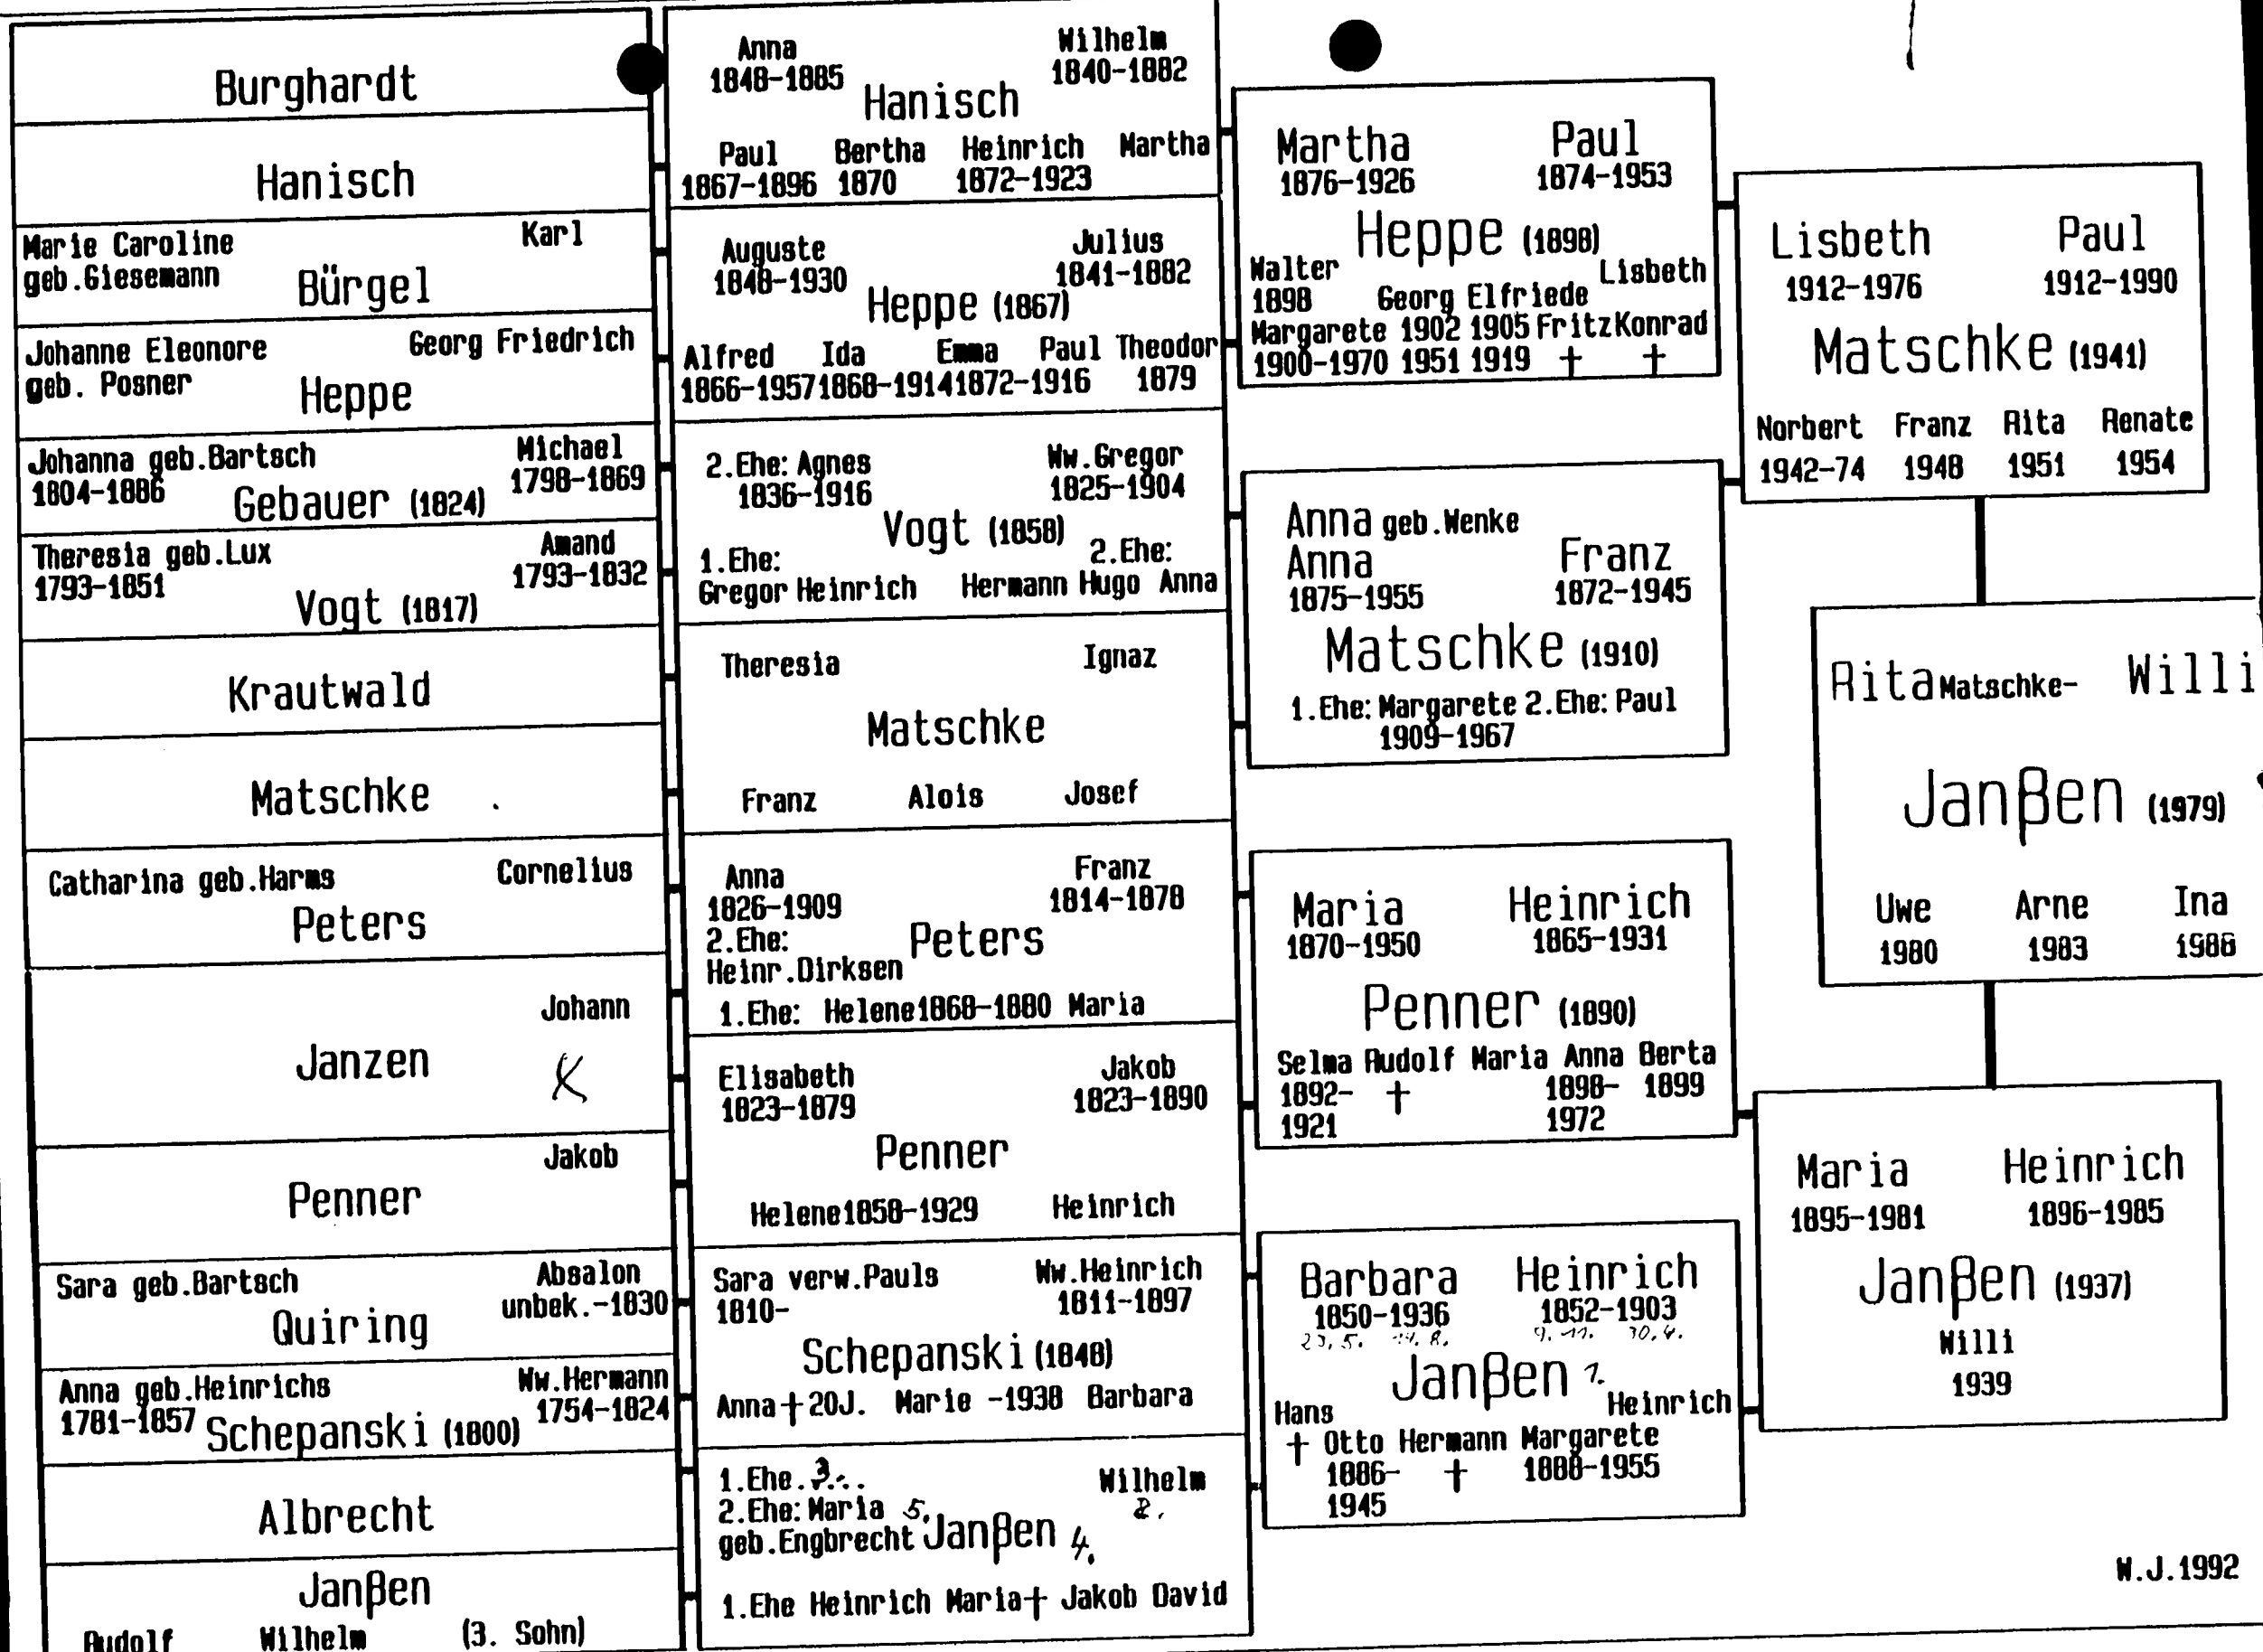 Burghardt
Hanisch
Marie Caroline Karl
geb.Giesemann Bürgel
Johanne Eleonore Georg Friedrich
geb. Posner Heppe
Johanna geb.Bartsch Michael
1804-1886 Gebauer (1824) 1798-1869
Theresia geb.Lux Amand
1793-1851 1793-1832
Vogt (1817)
Krautwald
Matschke
Catharina geb.Harms Cornelius
Peters
Johann
Janzen
Jakob
Penner
Sara geb.Bartsch Absalon
Quiring unbek.-1830
Anna geb.Heinrichs Ww.Hermann
1781-1857 Schepanski (1800) 1754-1824
Albrecht
Janßen
Rudolf Wilhelm (3. Sohn)
Anna Wilhelm
1848-1885 1840-1882
Hanisch
Paul Bertha Heinrich Martha
1867-1896 1870 1872-1923
Auguste Julius
1848-1930 1841-1882
Heppe (1867)
Alfred Ida Emma Paul Theodor
1866-1957 1868-1914 1872-1916 1879
2.Ehe: Agnes Ww.Gregor
1836-1916 1825-1904
Vogt (1858)
1.Ehe: 2.Ehe:
Gregor Heinrich Hermann Hugo Anna
Theresia Ignaz
Matschke
Franz Alois Josef
Anna Franz
1826-1909 1814-1878
2.Ehe: Peters
Heinr.Dirksen
1.Ehe: Helene 1868-1880 Maria
Elisabeth Jakob
1823-1879 1823-1890
Penner
Helene 1858-1929 Heinrich
Sara verw.Pauls Ww.Heinrich
1810- 1811-1897
Schepanski (1848)
Anna † 20J. Marie -1938 Barbara
1.Ehe. 3. Wilhelm
2.Ehe: Maria 5. 2.
geb.Engbrecht Janßen 4.
1.Ehe Heinrich Maria † Jakob David
Martha Paul
1876-1926 1874-1953
Heppe (1898)
Walter Lisbeth
1898 Georg Elfriede
Margarete 1902 1905 Fritz Konrad
1900-1970 1951 1919 † †
Anna geb.Wenke
Anna Franz
1875-1955 1872-1945
Matschke (1910)
1.Ehe: Margarete 2.Ehe: Paul
1909-1967
Maria Heinrich
1870-1950 1865-1931
Penner (1890)
Selma Rudolf Maria Anna Berta
1892- † 1898- 1899
1921 1972
Barbara Heinrich
1850-1936 1852-1903
23.5. 9.11. 30.4.
Janßen 1.
Hans Heinrich
† Otto Hermann Margarete
1886- † 1888-1955
1945
Lisbeth Paul
1912-1976 1912-1990
Matschke (1941)
Norbert Franz Rita Renate
1942-74 1948 1951 1954
Rita Matschke- Willi
Janßen (1979)
Uwe Arne Ina
1980 1983 1986
Maria Heinrich
1895-1981 1896-1985
Janßen (1937)
Willi
1939
W.J.1992